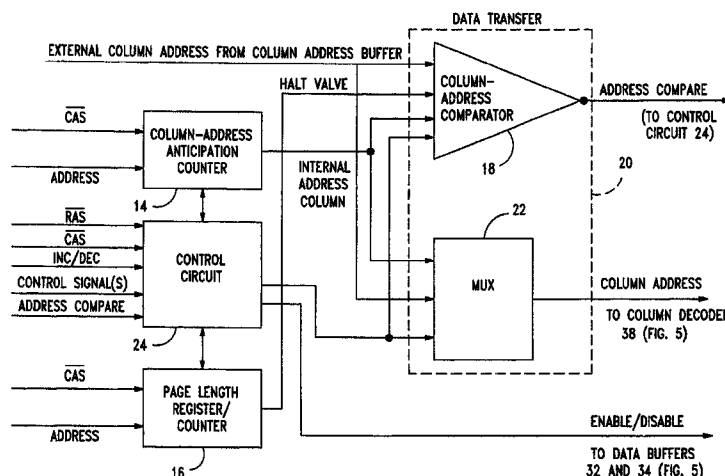 DATA TRANSFER
EXTERNAL COLUMN ADDRESS FROM COLUMN ADDRESS BUFFER
HALT VALVE
COLUMN-
ADDRESS
COMPARATOR
18
ADDRESS COMPARE
(TO CONTROL
CIRCUIT 24)
20
CAS
ADDRESS
COLUMN-ADDRESS
ANTICIPATION
COUNTER
14
INTERNAL
ADDRESS
COLUMN
RAS
CAS
INC/DEC
CONTROL SIGNAL(S)
ADDRESS COMPARE
CONTROL
CIRCUIT
24
22
MUX
COLUMN ADDRESS
TO COLUMN DECODER
38 (FIG. 5)
CAS
ADDRESS
PAGE LENGTH
REGISTER/
COUNTER
16
ENABLE/DISABLE
TO DATA BUFFERS
32 AND 34 (FIG. 5)